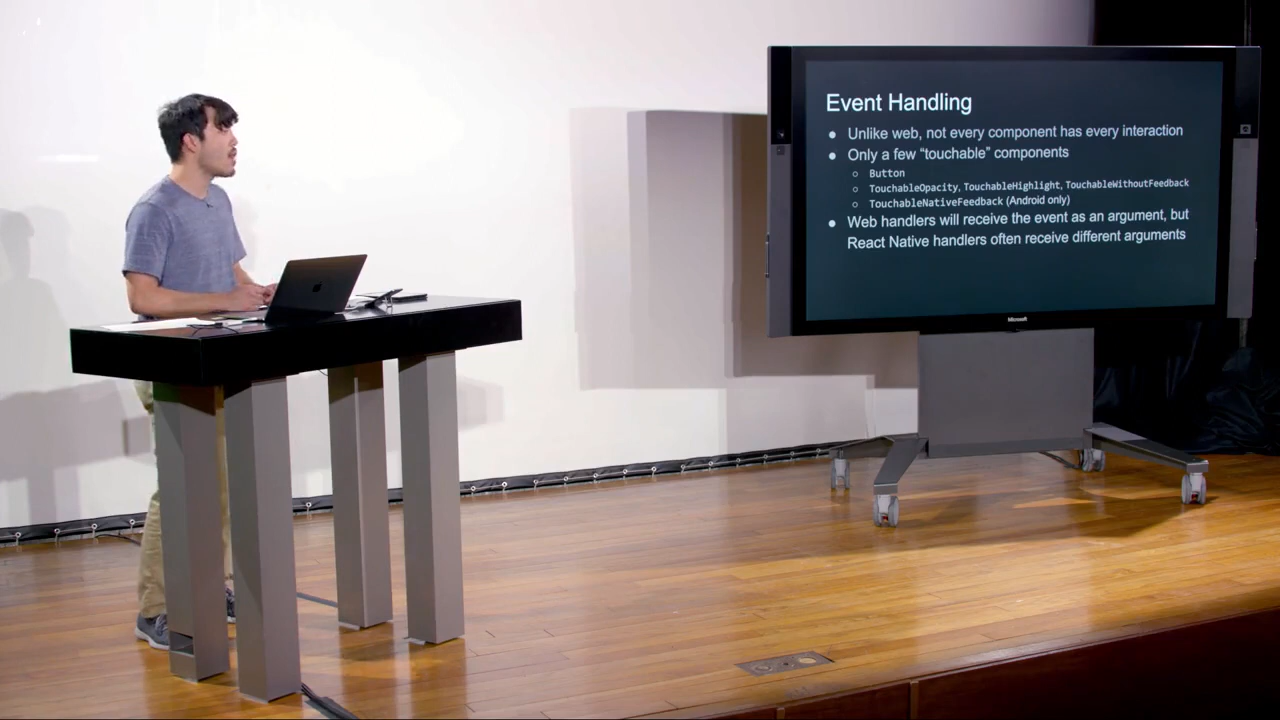 Event Handling
● Unlike web, not every component has every interaction
● Only a few “touchable” components
○ Button
○ TouchableOpacity, TouchableHighlight, TouchableWithoutFeedback
○ TouchableNativeFeedback (Android only)
● Web handlers will receive the event as an argument, but
React Native handlers often receive different arguments
Microsoft